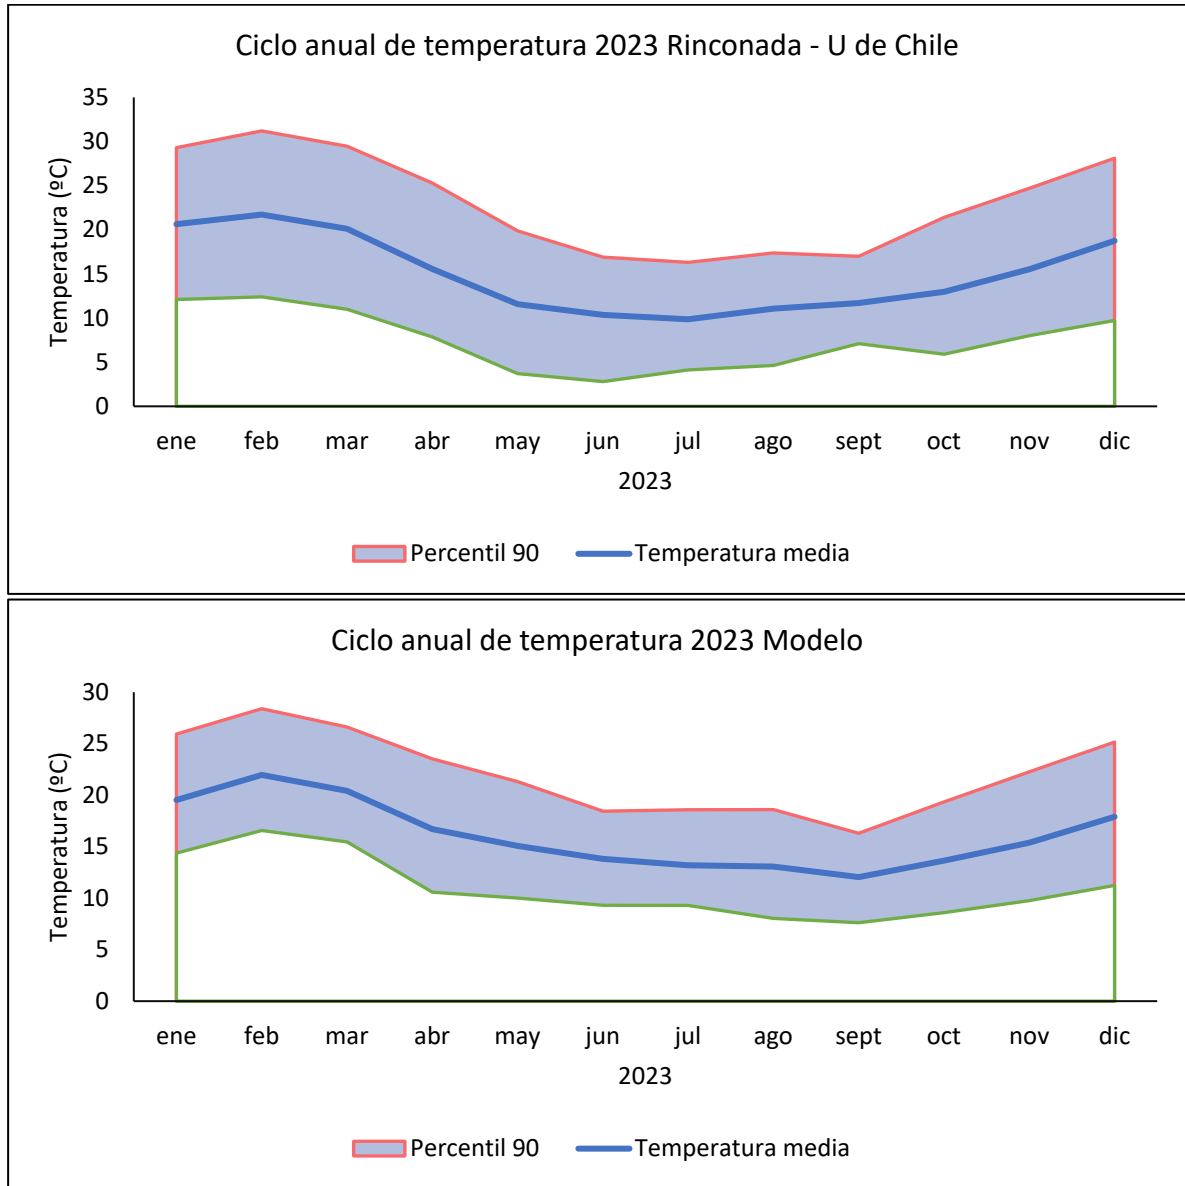 Ciclo anual de temperatura 2023 Rinconada - U de Chile
Temperatura (ºC)
35
30
25
20
15
10
5
0
ene feb mar abr may jun jul ago sept oct nov dic
2023
Percentil 90 Temperatura media
Ciclo anual de temperatura 2023 Modelo
Temperatura (ºC)
30
25
20
15
10
5
0
ene feb mar abr may jun jul ago sept oct nov dic
2023
Percentil 90 Temperatura media